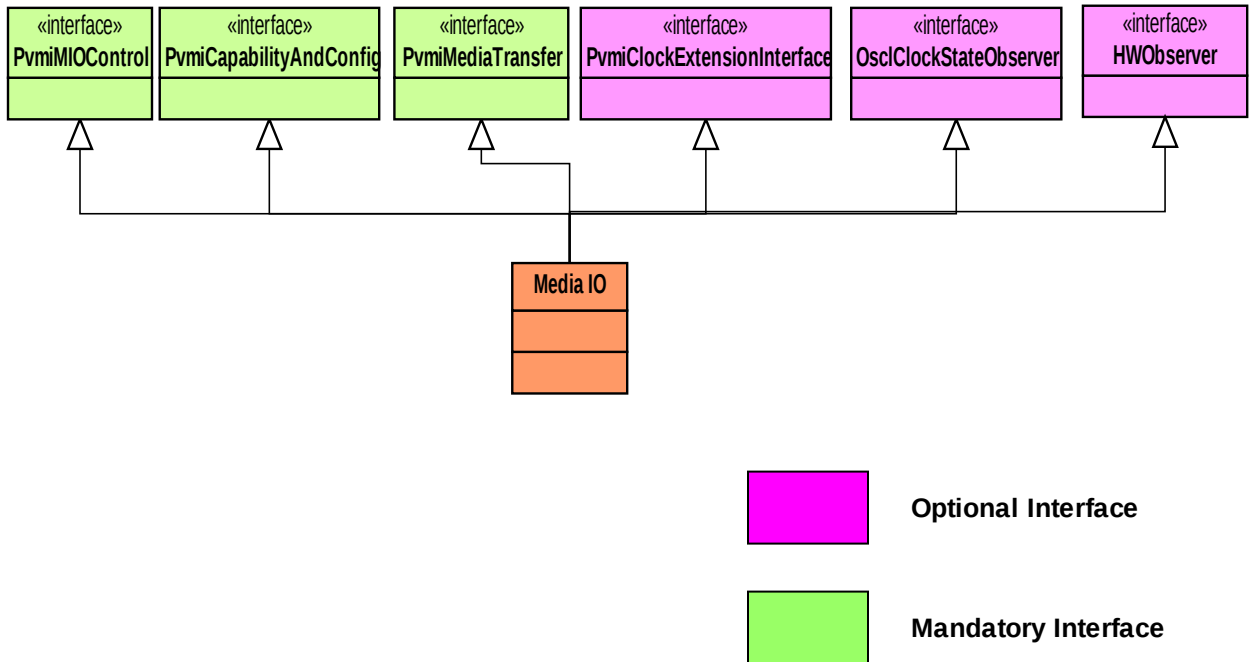 «interface»
PvmiMIOControl
«interface»
PvmiCapabilityAndConfig
«interface»
PvmiMediaTransfer
«interface»
PvmiClockExtensionInterface
«interface»
OsclClockStateObserver
«interface»
HWObserver
Media IO
Optional Interface
Mandatory Interface